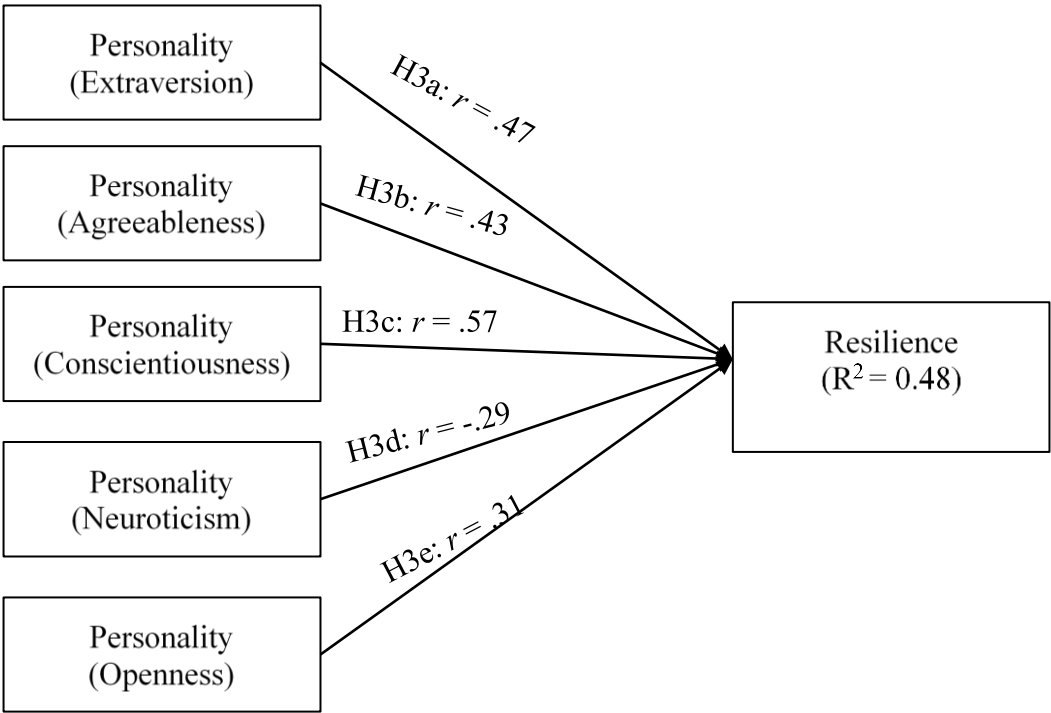 Personality
(Extraversion)
H3a: r = .47
Personality
(Agreeableness)
H3b: r = .43
Personality
(Conscientiousness)
H3c: r = .57
Resilience
(R² = 0.48)
Personality
(Neuroticism)
H3d: r = -.29
Personality
(Openness)
H3e: r = .31